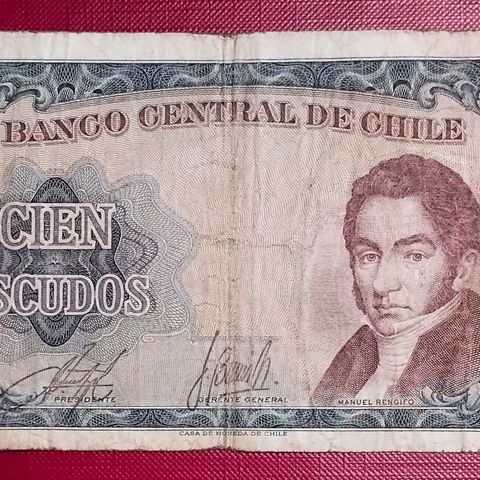 BANCO CENTRAL DE CHILE
CIEN
SCUDOS
PRESIDENTE
GERENTE GENERAL
MANUEL RENGIFO
CASA DE MONEDA DE CHILE